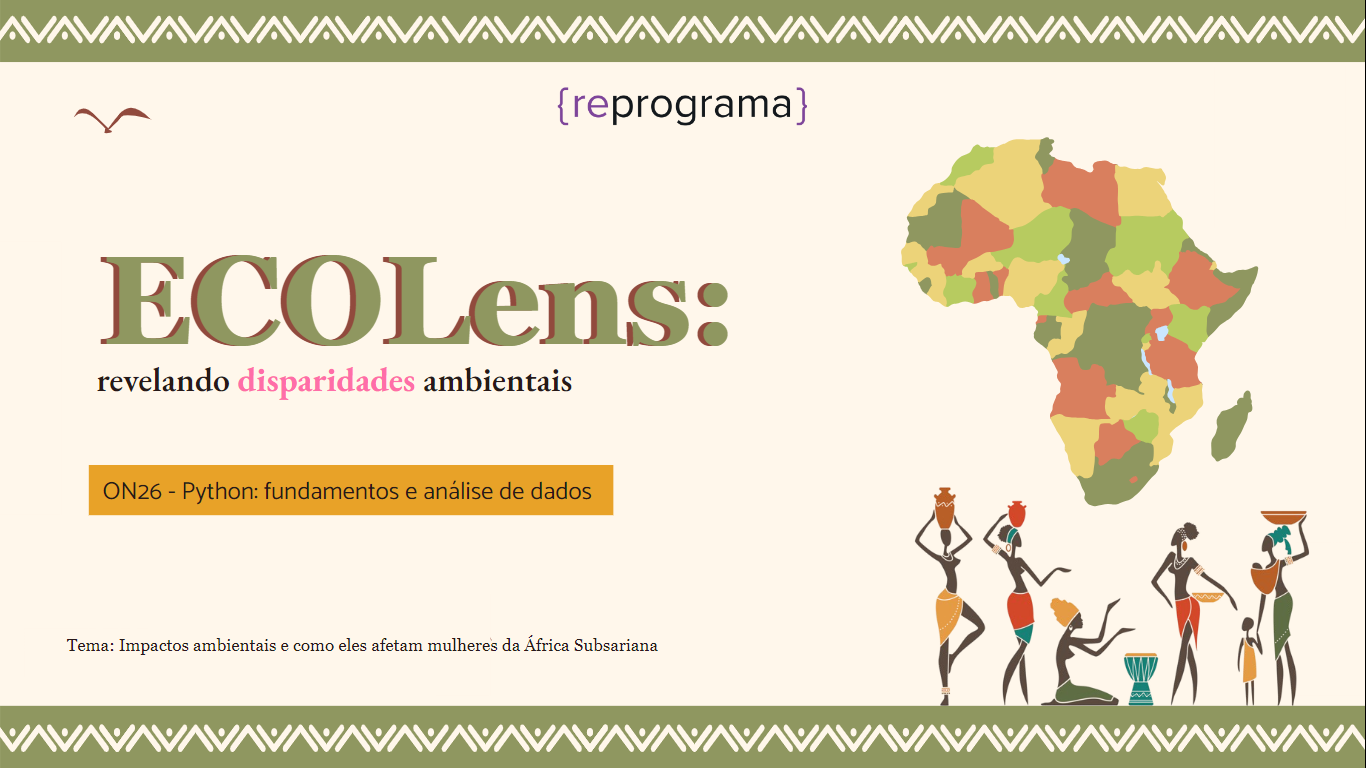 {reprograma}
ECOLens:
revelando disparidades ambientais
ON26 - Python: fundamentos e análise de dados
Tema: Impactos ambientais e como eles afetam mulheres da África Subsariana